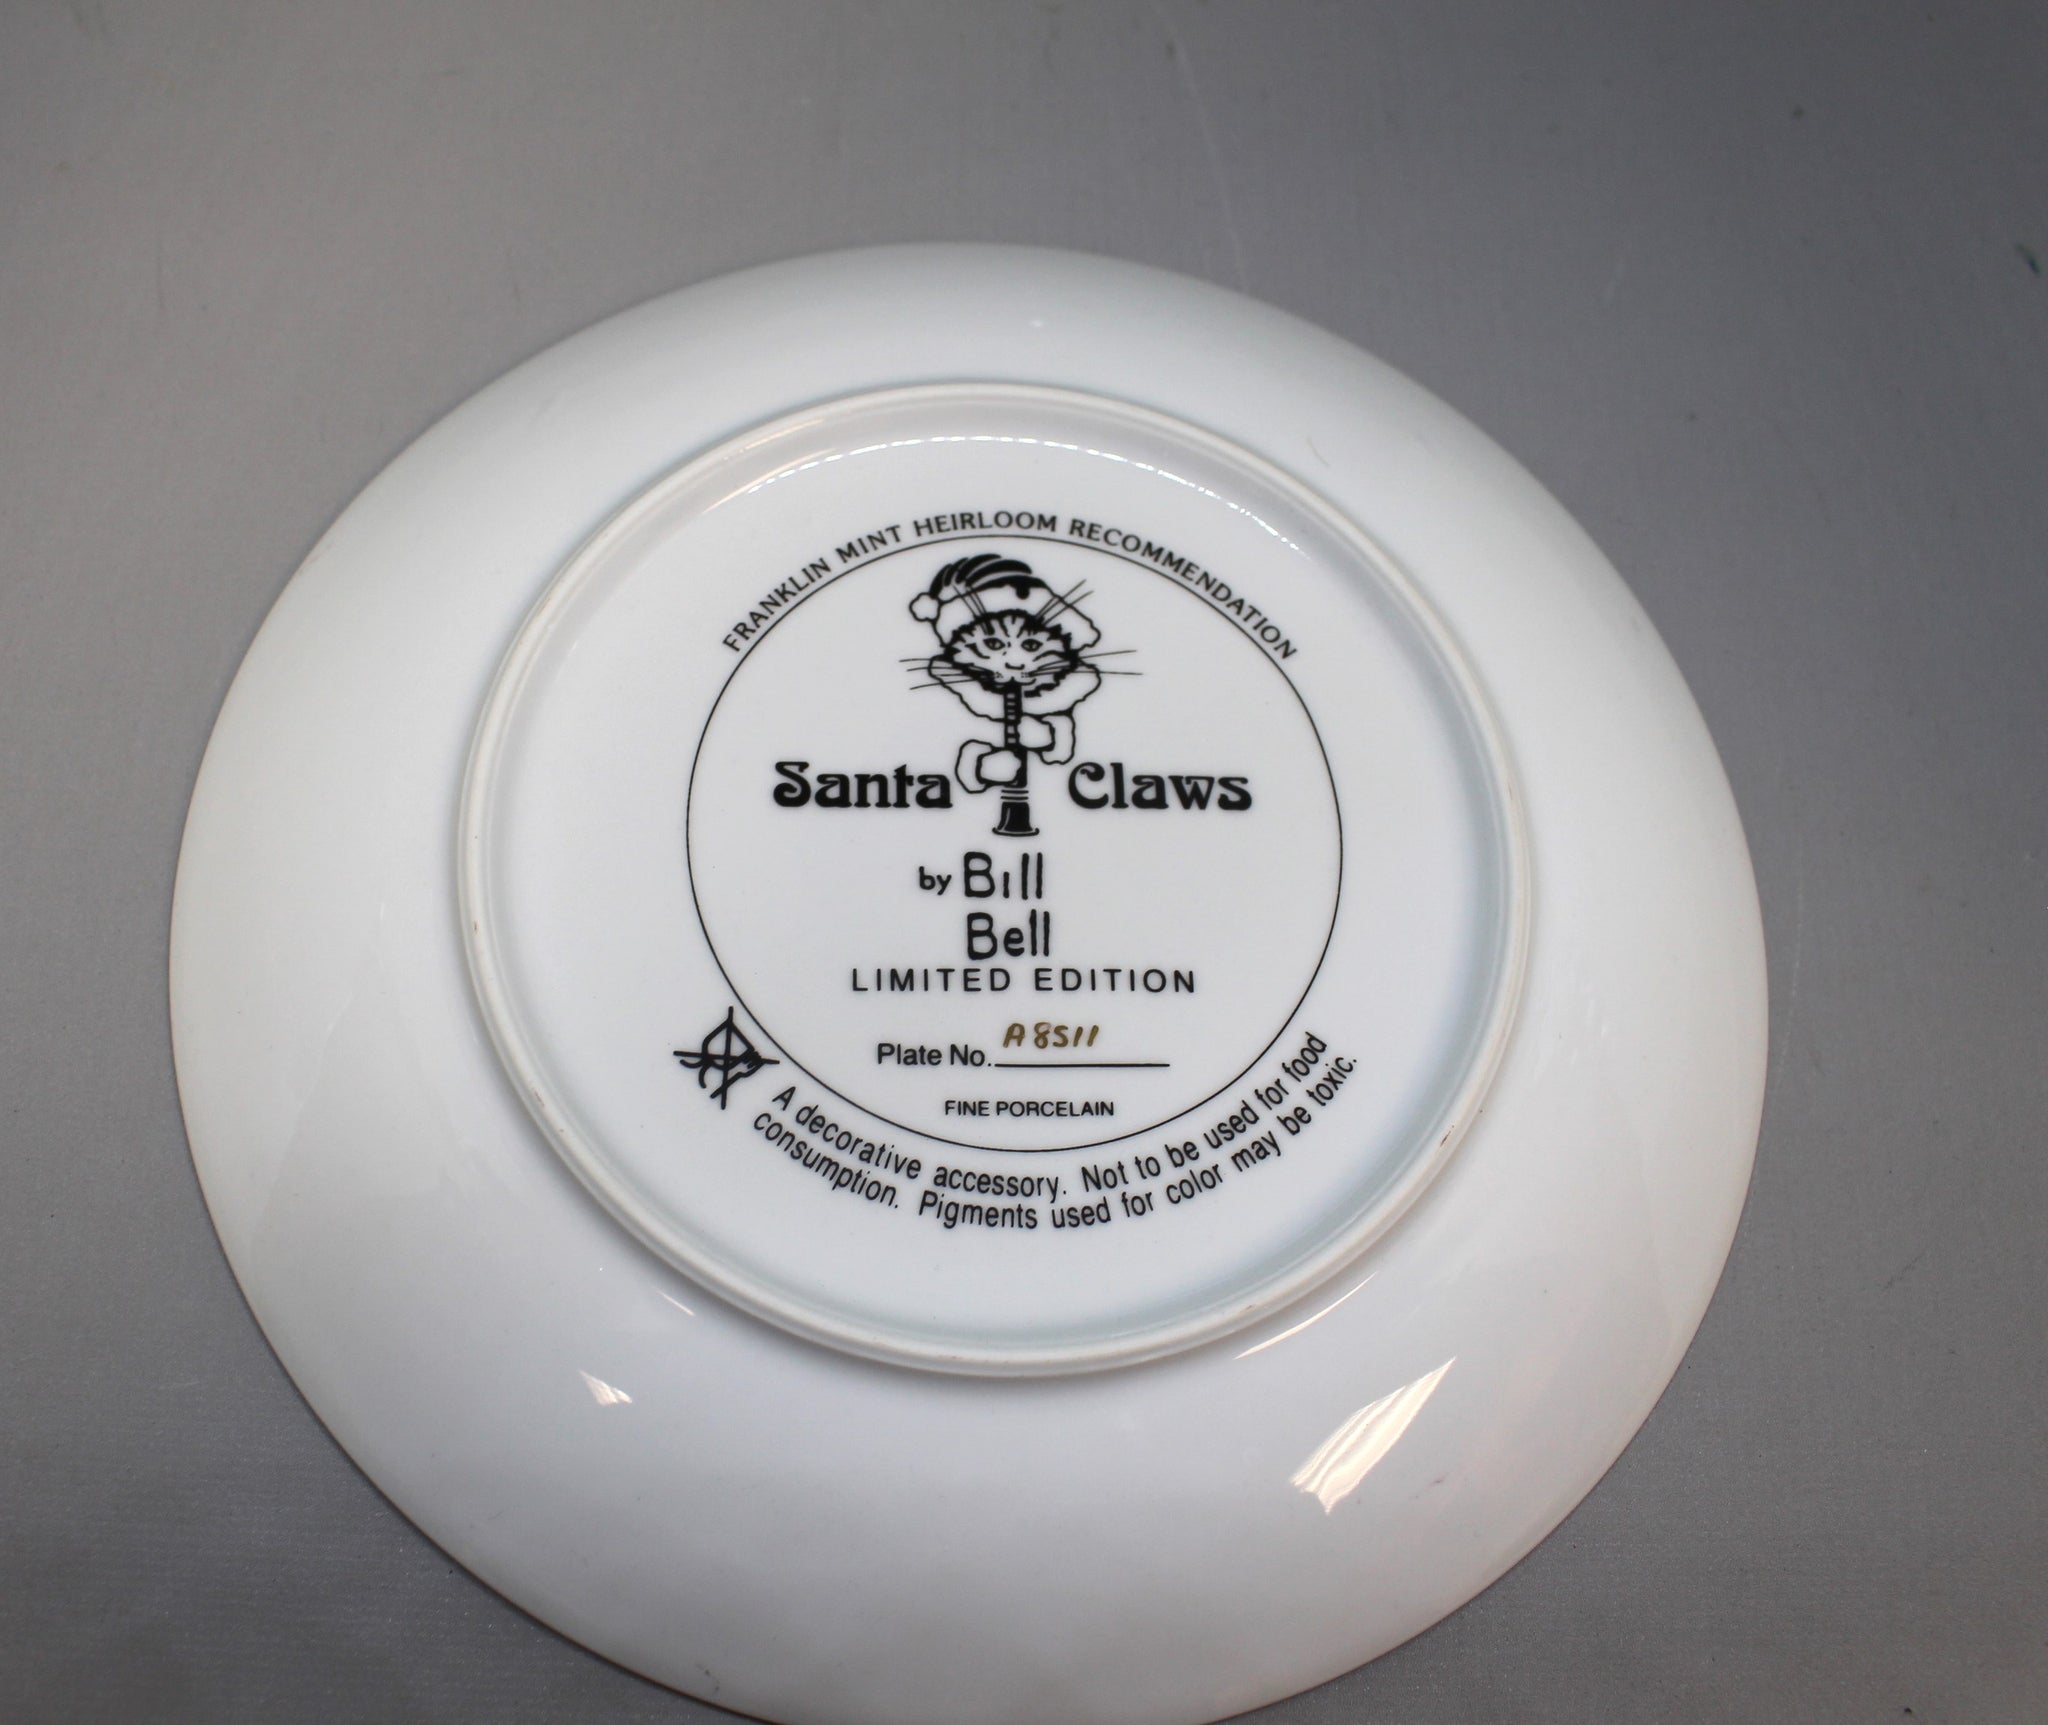 FRANKLIN MINT HEIRLOOM RECOMMENDATION
Santa Claws
by Bill
Bell
LIMITED EDITION
Plate No. A8511
FINE PORCELAIN
A decorative accessory. Not to be used for food
consumption. Pigments used for color may be toxic.